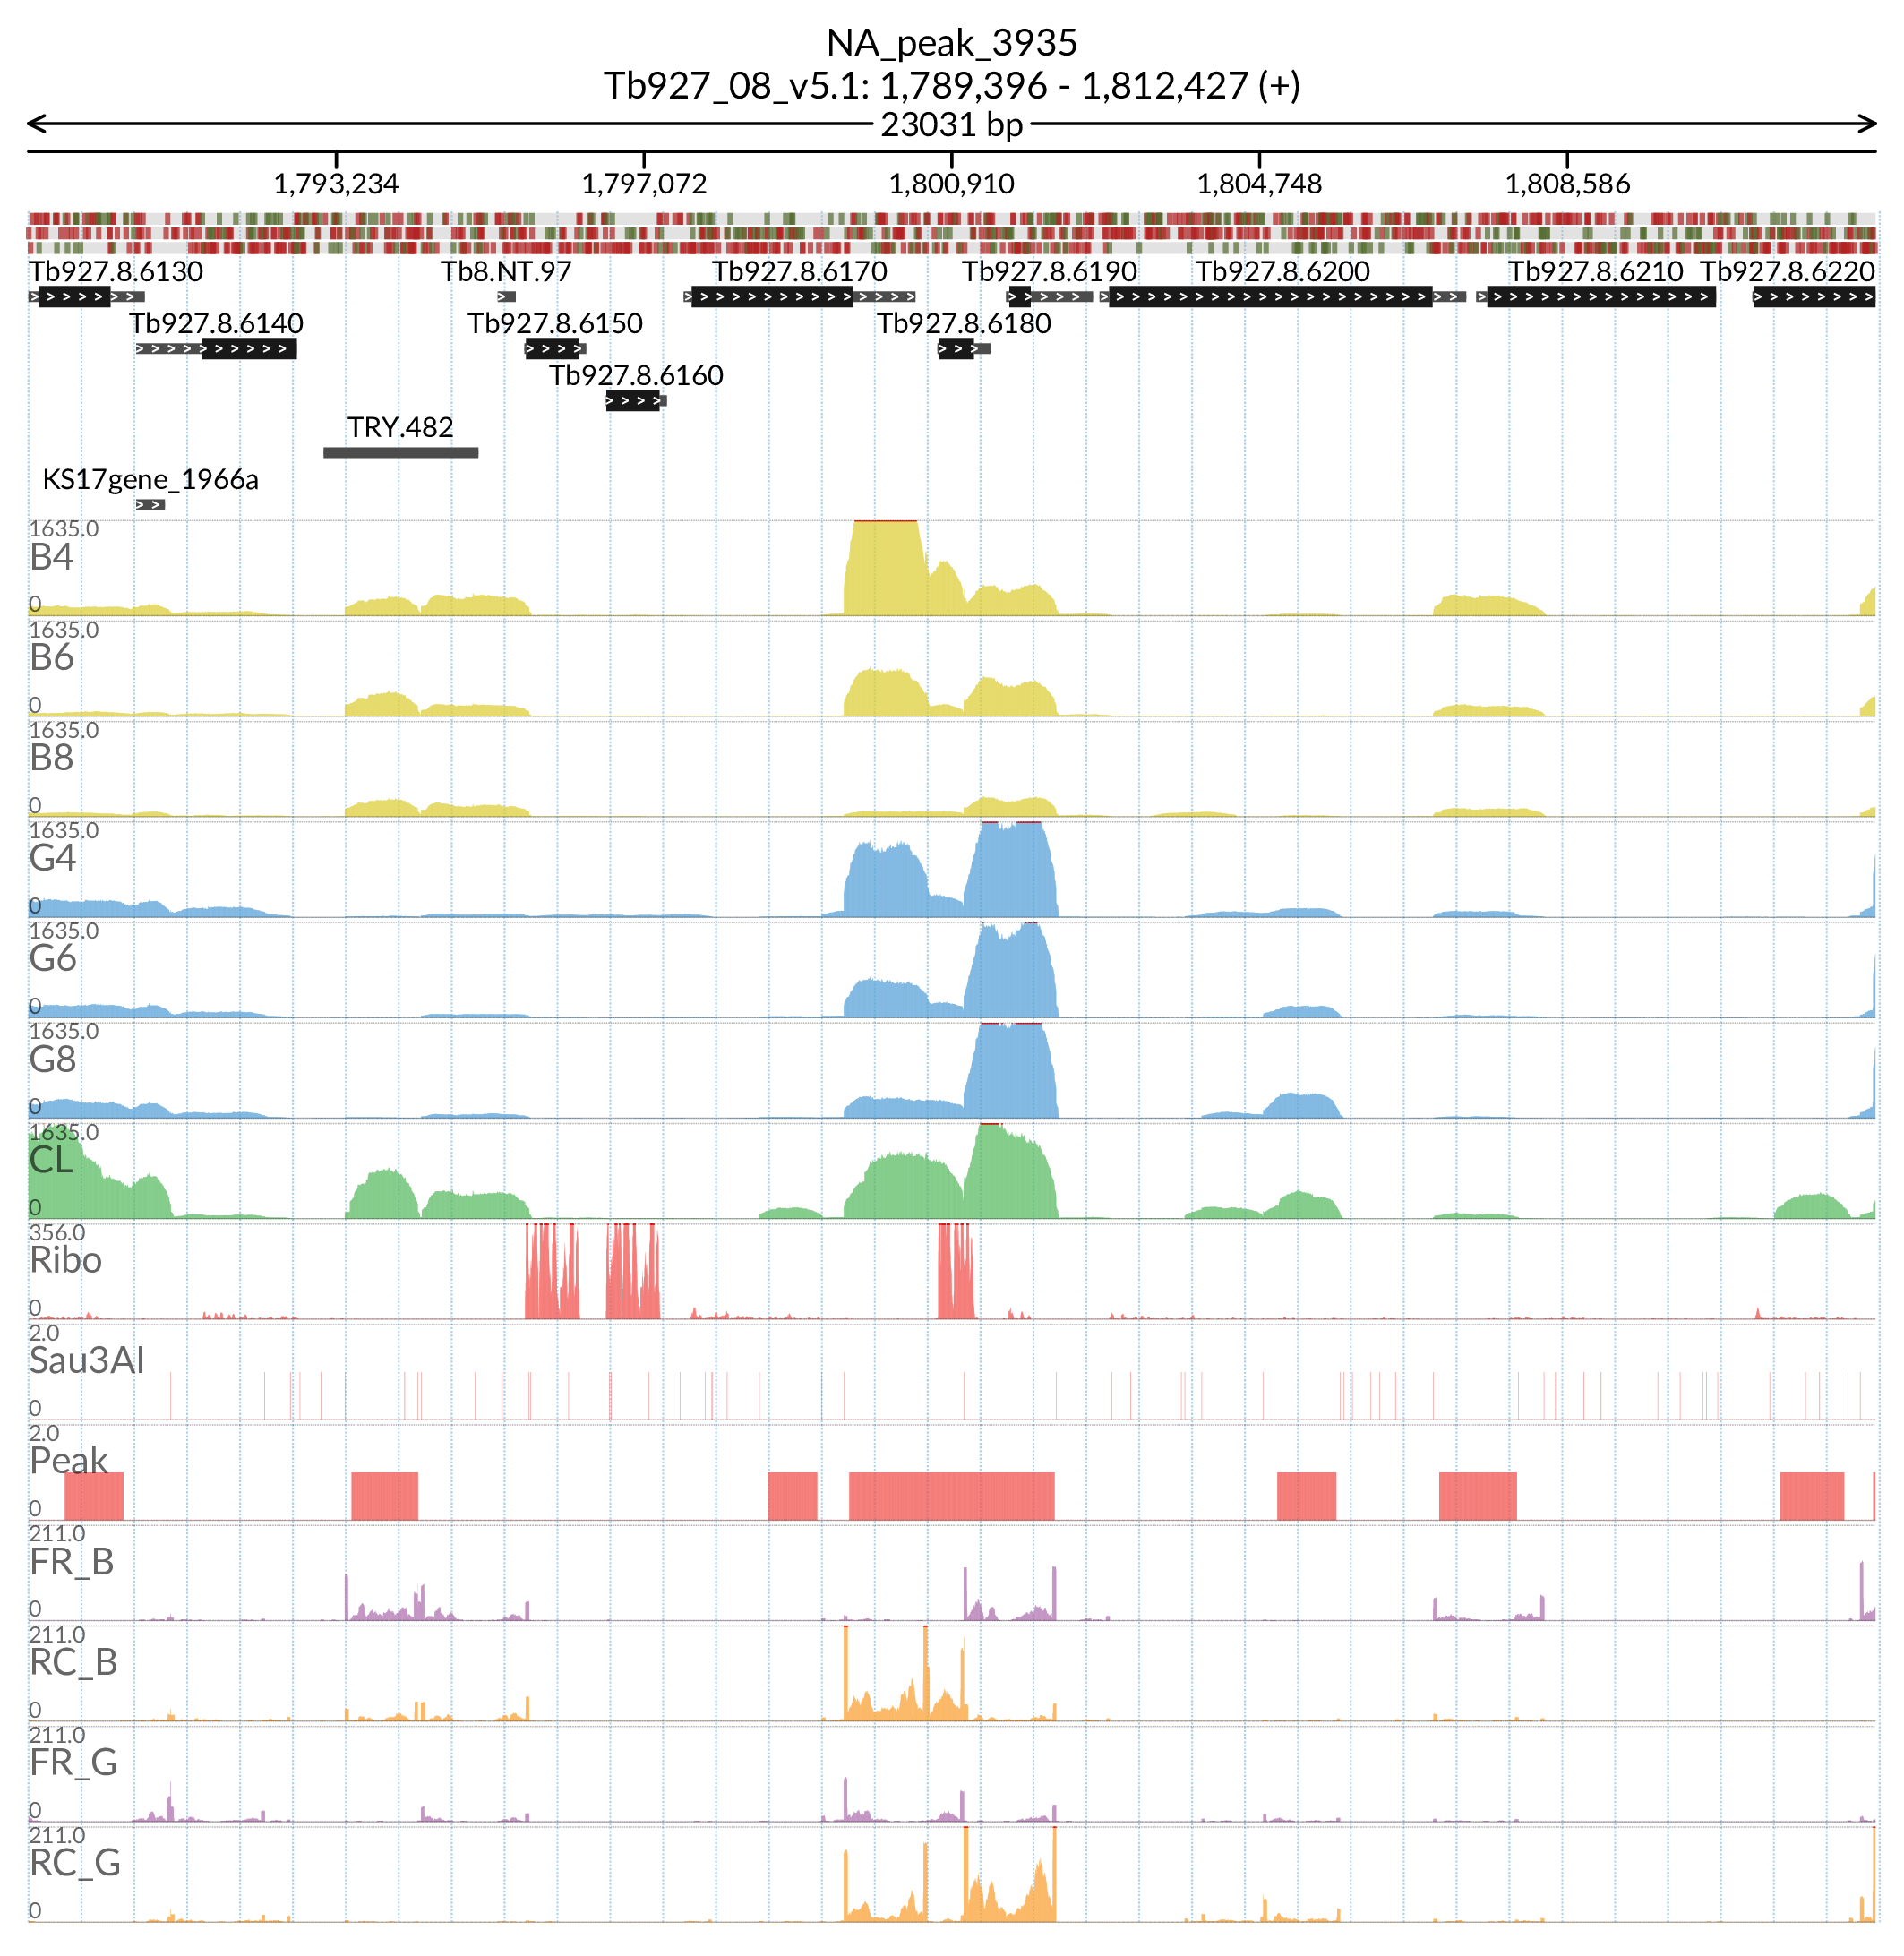 NA_peak_3935
Tb927_08_v5.1: 1,789,396 - 1,812,427 (+)
23031 bp
1,793,234 1,797,072 1,800,910 1,804,748 1,808,586
Tb927.8.6130 Tb8.NT.97 Tb927.8.6170 Tb927.8.6190 Tb927.8.6200 Tb927.8.6210 Tb927.8.6220
Tb927.8.6140 Tb927.8.6150 Tb927.8.6180
Tb927.8.6160
TRY.482
KS17gene_1966a
1635.0
B4
0
1635.0
B6
0
1635.0
B8
0
1635.0
G4
0
1635.0
G6
0
1635.0
G8
0
1635.0
CL
0
356.0
Ribo
0
2.0
Sau3AI
0
2.0
Peak
0
211.0
FR_B
0
211.0
RC_B
0
211.0
FR_G
0
211.0
RC_G
0